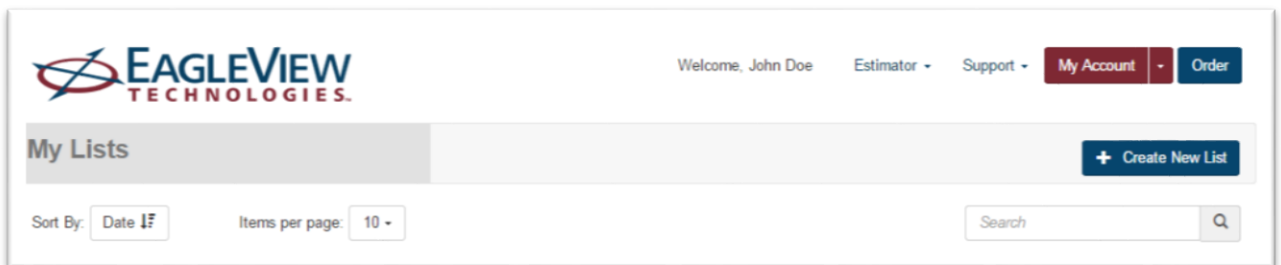 EAGLEVIEW
TECHNOLOGIES
Welcome, John Doe Estimator Support My Account Order
My Lists
+ Create New List
Sort By: Date Items per page: 10 Search